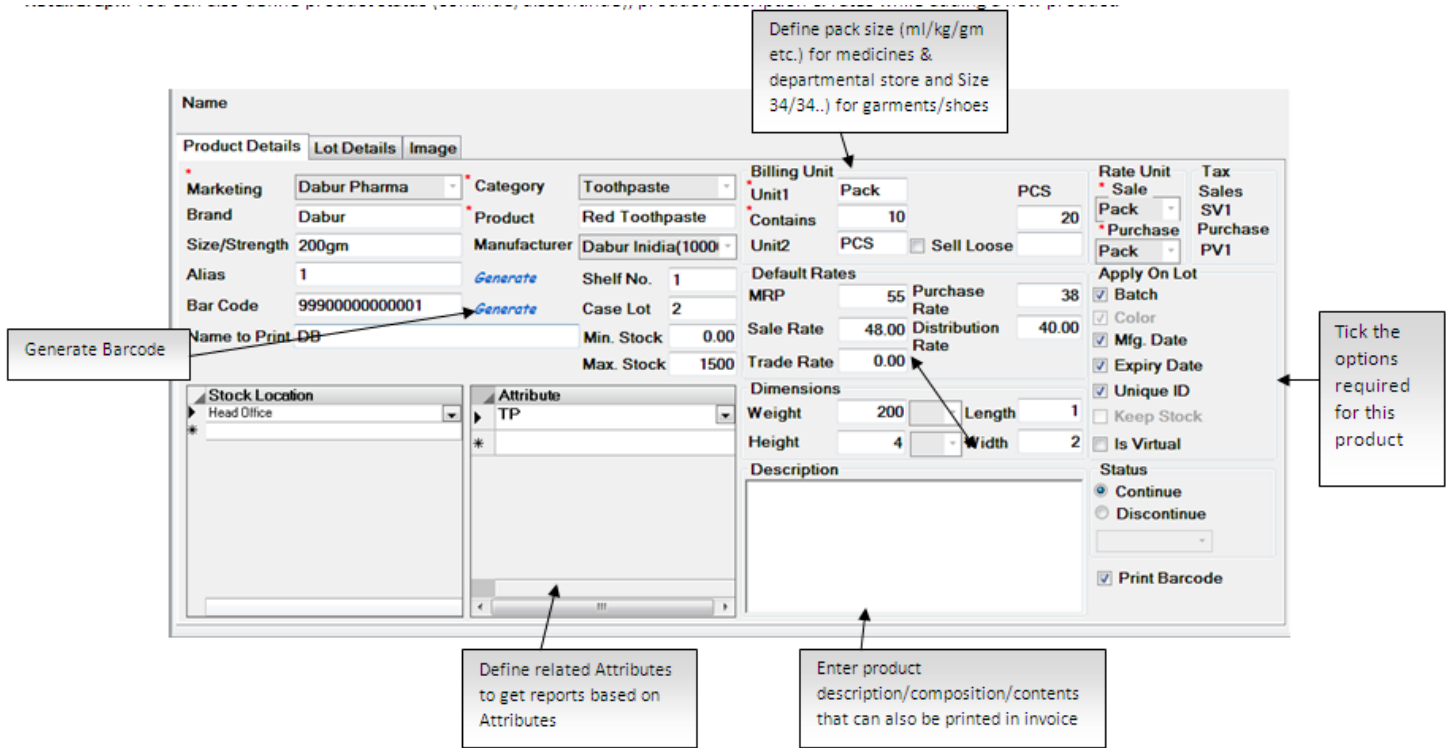 Define pack size (ml/kg/gm
etc.) for medicines &
departmental store and Size
34/34..) for garments/shoes
Name
Product Details Lot Details Image
* Marketing Dabur Pharma
Brand Dabur
Size/Strength 200gm
Alias 1 Generate
Bar Code 99900000000001 Generate
Name to Print DB
* Category Toothpaste
* Product Red Toothpaste
Manufacturer Dabur Inidia(1000
Shelf No. 1
Case Lot 2
Min. Stock 0.00
Max. Stock 1500
Billing Unit
* Unit1 Pack PCS
* Contains 10 20
Unit2 PCS Sell Loose
Default Rates
MRP 55 Purchase Rate 38
Sale Rate 48.00 Distribution Rate 40.00
Trade Rate 0.00
Dimensions
Weight 200 Length 1
Height 4 Width 2
Description
Rate Unit
* Sale
Pack
* Purchase
Pack
Tax
Sales
SV1
Purchase
PV1
Apply On Lot
Batch
Color
Mfg. Date
Expiry Date
Unique ID
Keep Stock
Is Virtual
Status
Continue
Discontinue
Print Barcode
Stock Location
Head Office
*
Attribute
TP
*
Generate Barcode
Tick the
options
required
for this
product
Define related Attributes
to get reports based on
Attributes
Enter product
description/composition/contents
that can also be printed in invoice